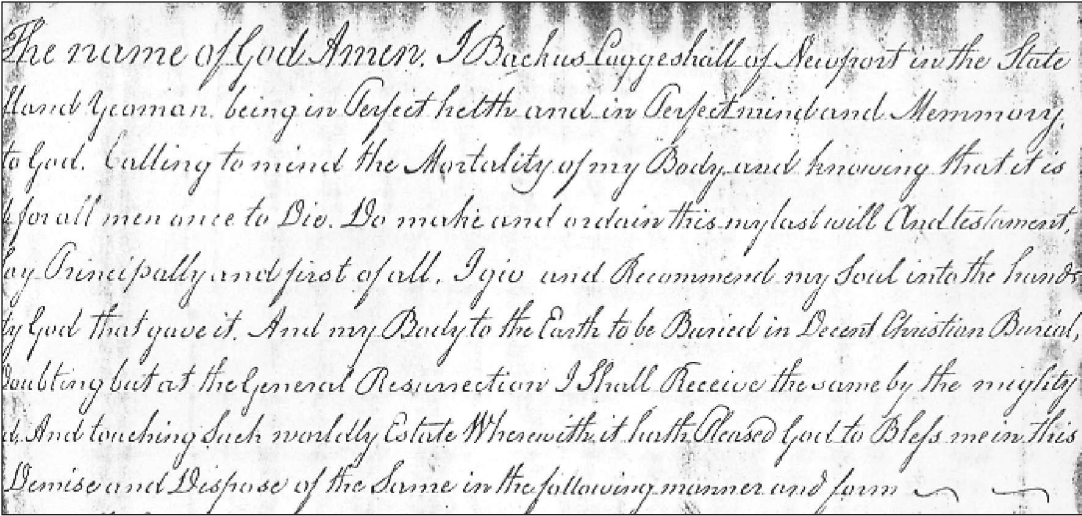 The name of God Amen. I Backus Coggeshall of Newport in the State
lland Yeoman. being in Perfect helth and in Perfect mind and Memmory
to God. Calling to mind the Mortality of my Body and knowing that it is
for all men once to Die. Do make and ordain this my last will And testament,
ay Principally and first of all. I giv and Recommend my Soul into the hands
ty God that gave it. And my Body to the Earth to be Buried in Decent Christian Burial,
doubting but at the General Resurrection I Shall Receive the same by the mighty
d. And touching Such worldly Estate Wherewith it hath Pleased God to Bless me in this
Demise and Dispose of the Same in the following manner and form